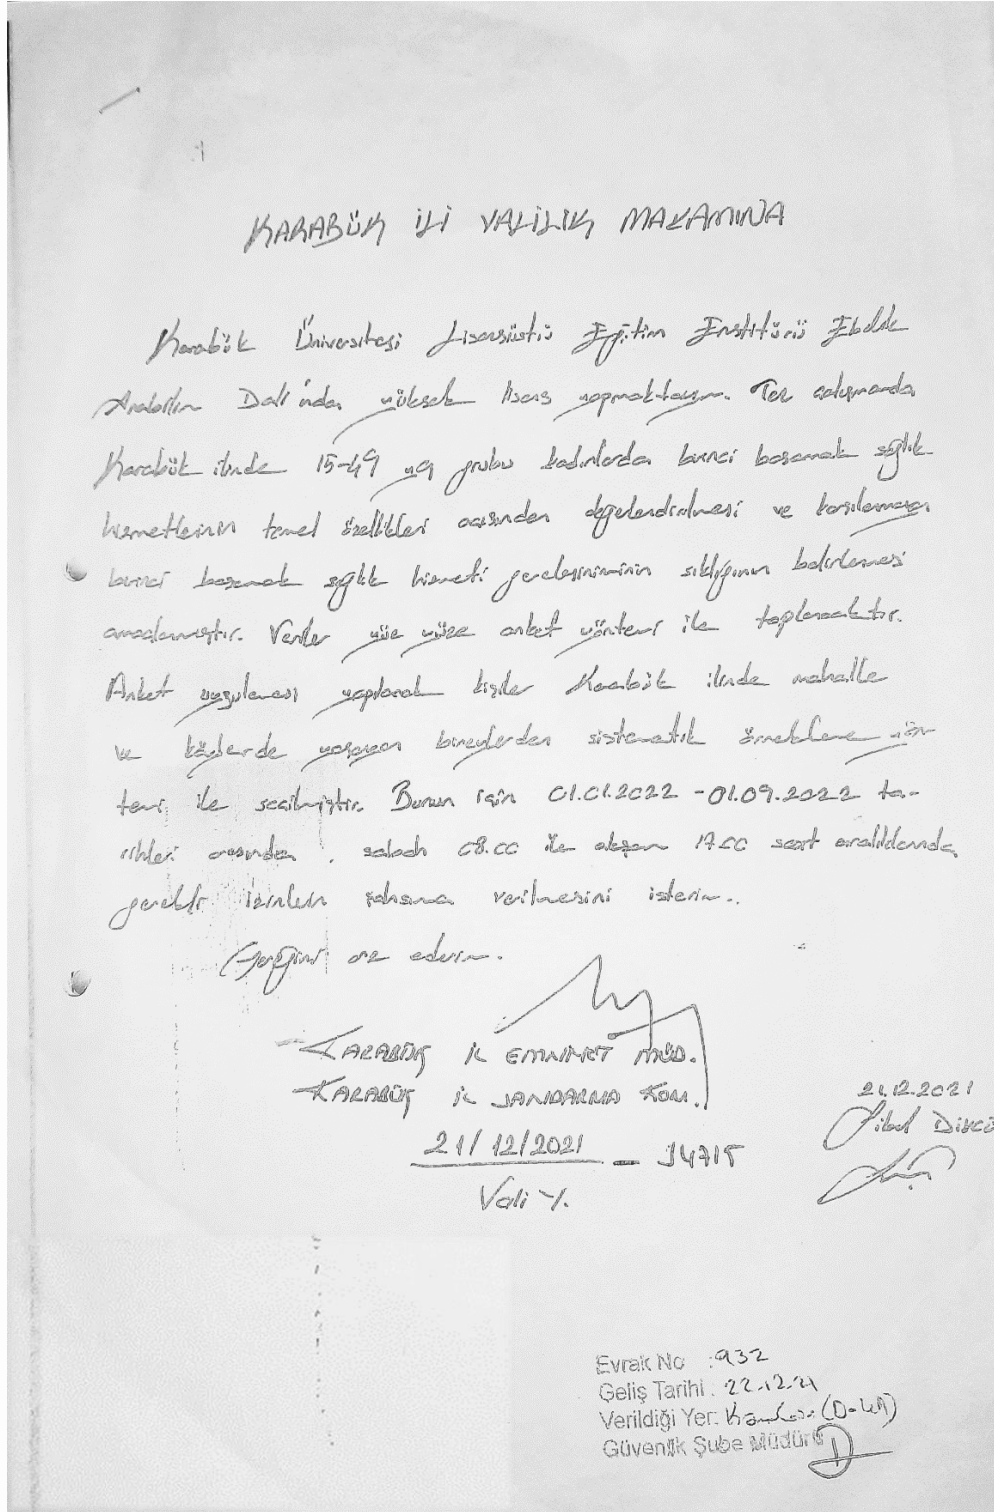 KARABÜK İLİ VALİLİK MAKAMINA
Karabük Üniversitesi Lisansüstü Eğitim Enstitüsü Ebelik
Anabilim Dalı'nda yüksek lisans yapmaktayım. Tez çalışmamda
Karabük ilinde 15-49 yaş grubu kadınlarda birinci basamak sağlık
hizmetlerinin temel özellikleri açısından değerlendirilmesi ve karşılanmayan
birinci basamak sağlık hizmeti gereksiniminin sıklığının belirlenmesi
amaçlanmıştır. Veriler yüz yüze anket yöntemi ile toplanacaktır.
Anket uygulaması yapılacak kişiler Karabük ilinde mahalle
ve köylerde yaşayan bireylerden sistematik örnekleme yön-
temi ile seçilmiştir. Bunun için 01.01.2022 - 01.09.2022 ta-
rihleri arasında, sabah 08.00 ile akşam 17.00 saat aralıklarında
gerekli izinlerin şahsıma verilmesini isterim..
Gereğini arz ederim.
KARABÜK İL EMNİYET MÜD.
KARABÜK İL JANDARMA KOM.
21.12.2021
Sibel
21/12/2021 - 14715
Vali Y.
Evrak No : 932
Geliş Tarihi : 22.12.21
Verildiği Yer:
Güvenlik Şube Müdürü